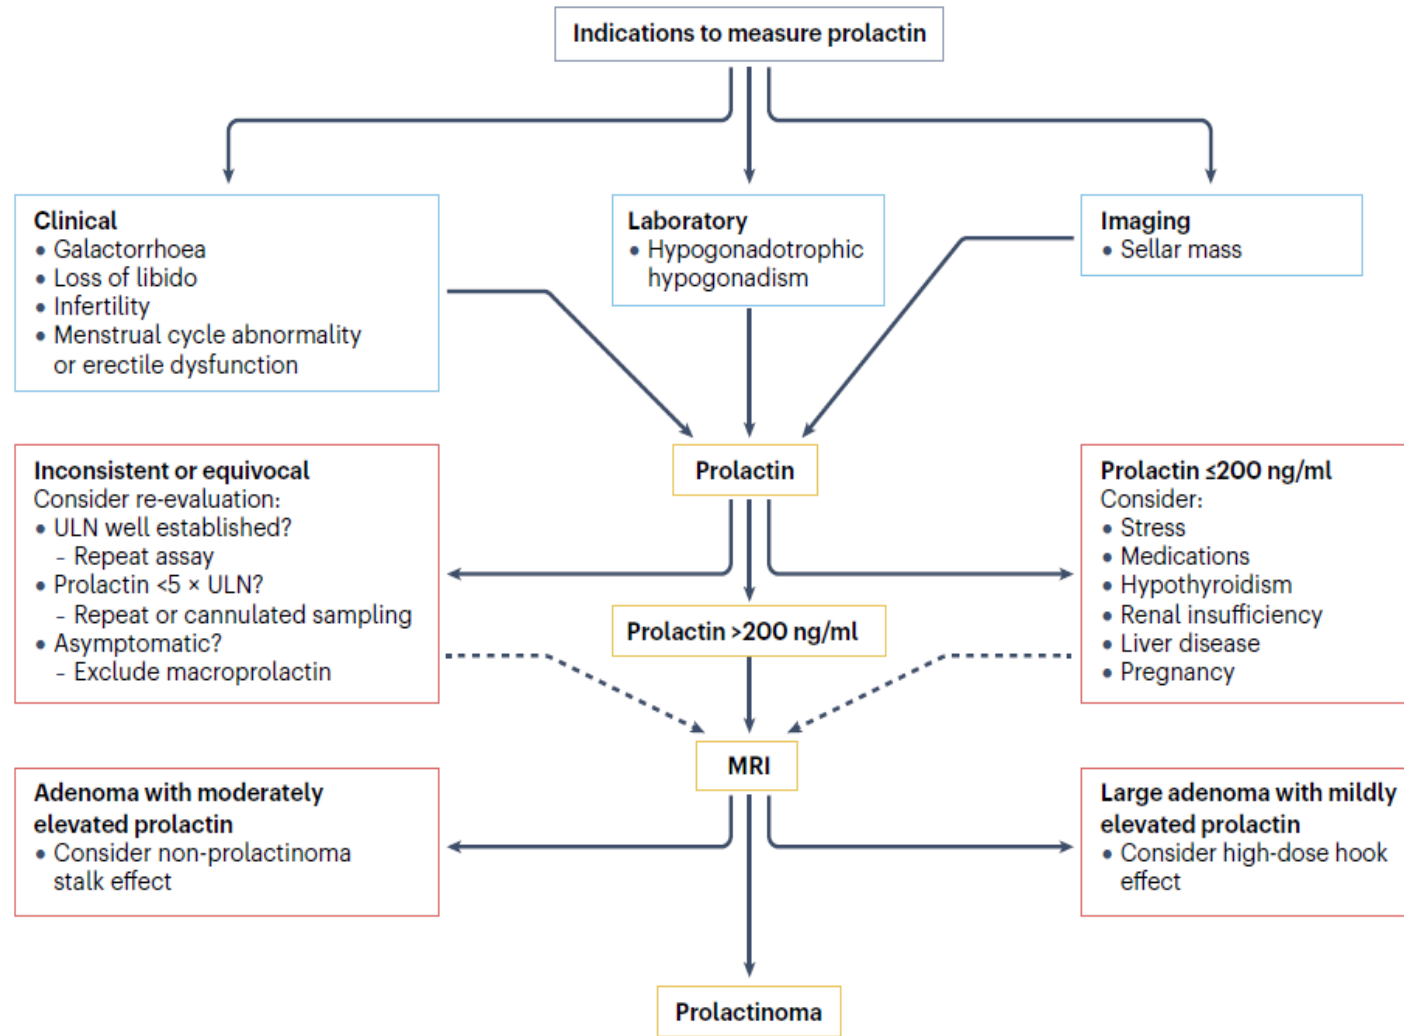 Indications to measure prolactin
Clinical
• Galactorrhoea
• Loss of libido
• Infertility
• Menstrual cycle abnormality
or erectile dysfunction
Laboratory
• Hypogonadotrophic
hypogonadism
Imaging
• Sellar mass
Prolactin
Inconsistent or equivocal
Consider re-evaluation:
• ULN well established?
- Repeat assay
• Prolactin <5 × ULN?
- Repeat or cannulated sampling
• Asymptomatic?
- Exclude macroprolactin
Prolactin >200 ng/ml
Prolactin ≤200 ng/ml
Consider:
• Stress
• Medications
• Hypothyroidism
• Renal insufficiency
• Liver disease
• Pregnancy
MRI
Adenoma with moderately
elevated prolactin
• Consider non-prolactinoma
stalk effect
Large adenoma with mildly
elevated prolactin
• Consider high-dose hook
effect
Prolactinoma